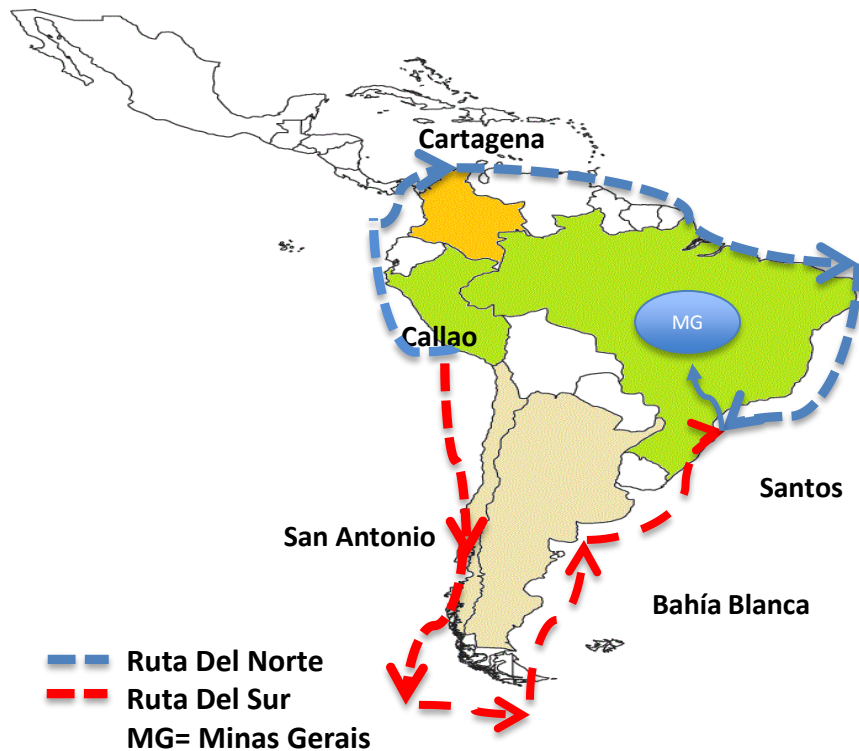 Cartagena
MG
Callao
Santos
San Antonio
Bahía Blanca
Ruta Del Norte
Ruta Del Sur
MG= Minas Gerais